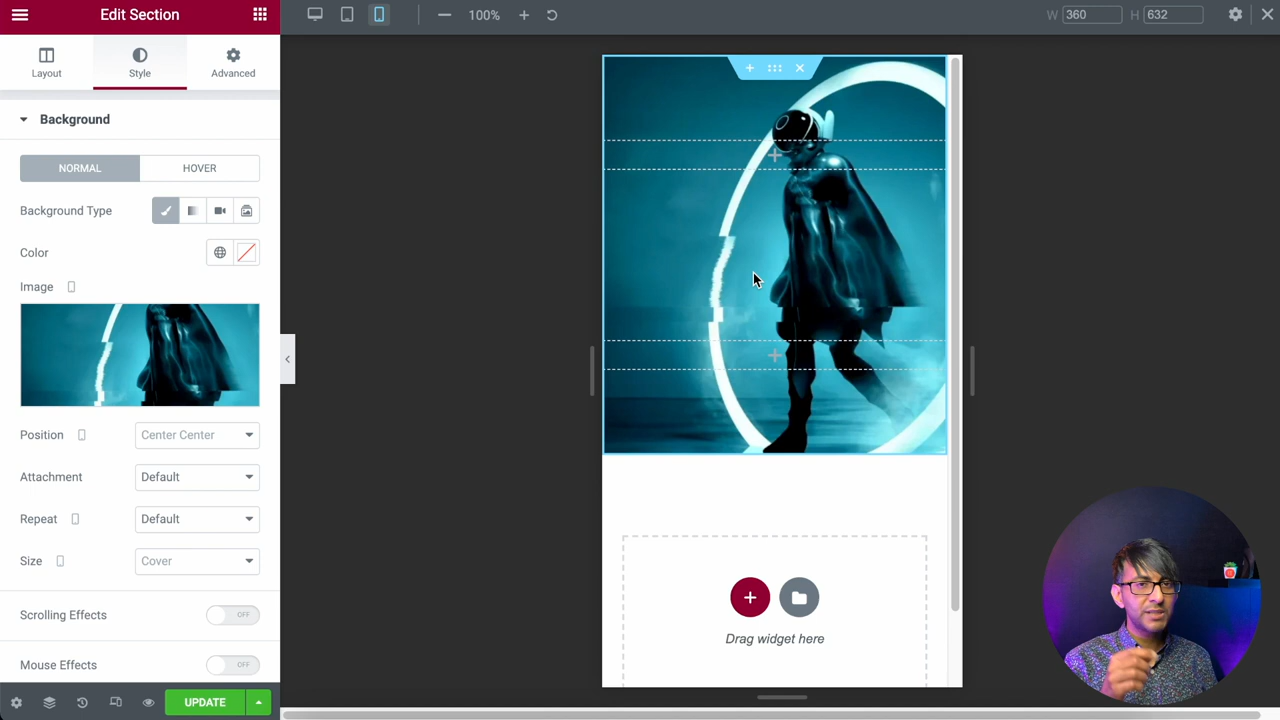 Edit Section
100%
W 360 H 632
Layout
Style
Advanced
Background
NORMAL
HOVER
Background Type
Color
Image
Position
Center Center
Attachment
Default
Repeat
Default
Size
Cover
Scrolling Effects
OFF
Mouse Effects
OFF
UPDATE
Drag widget here